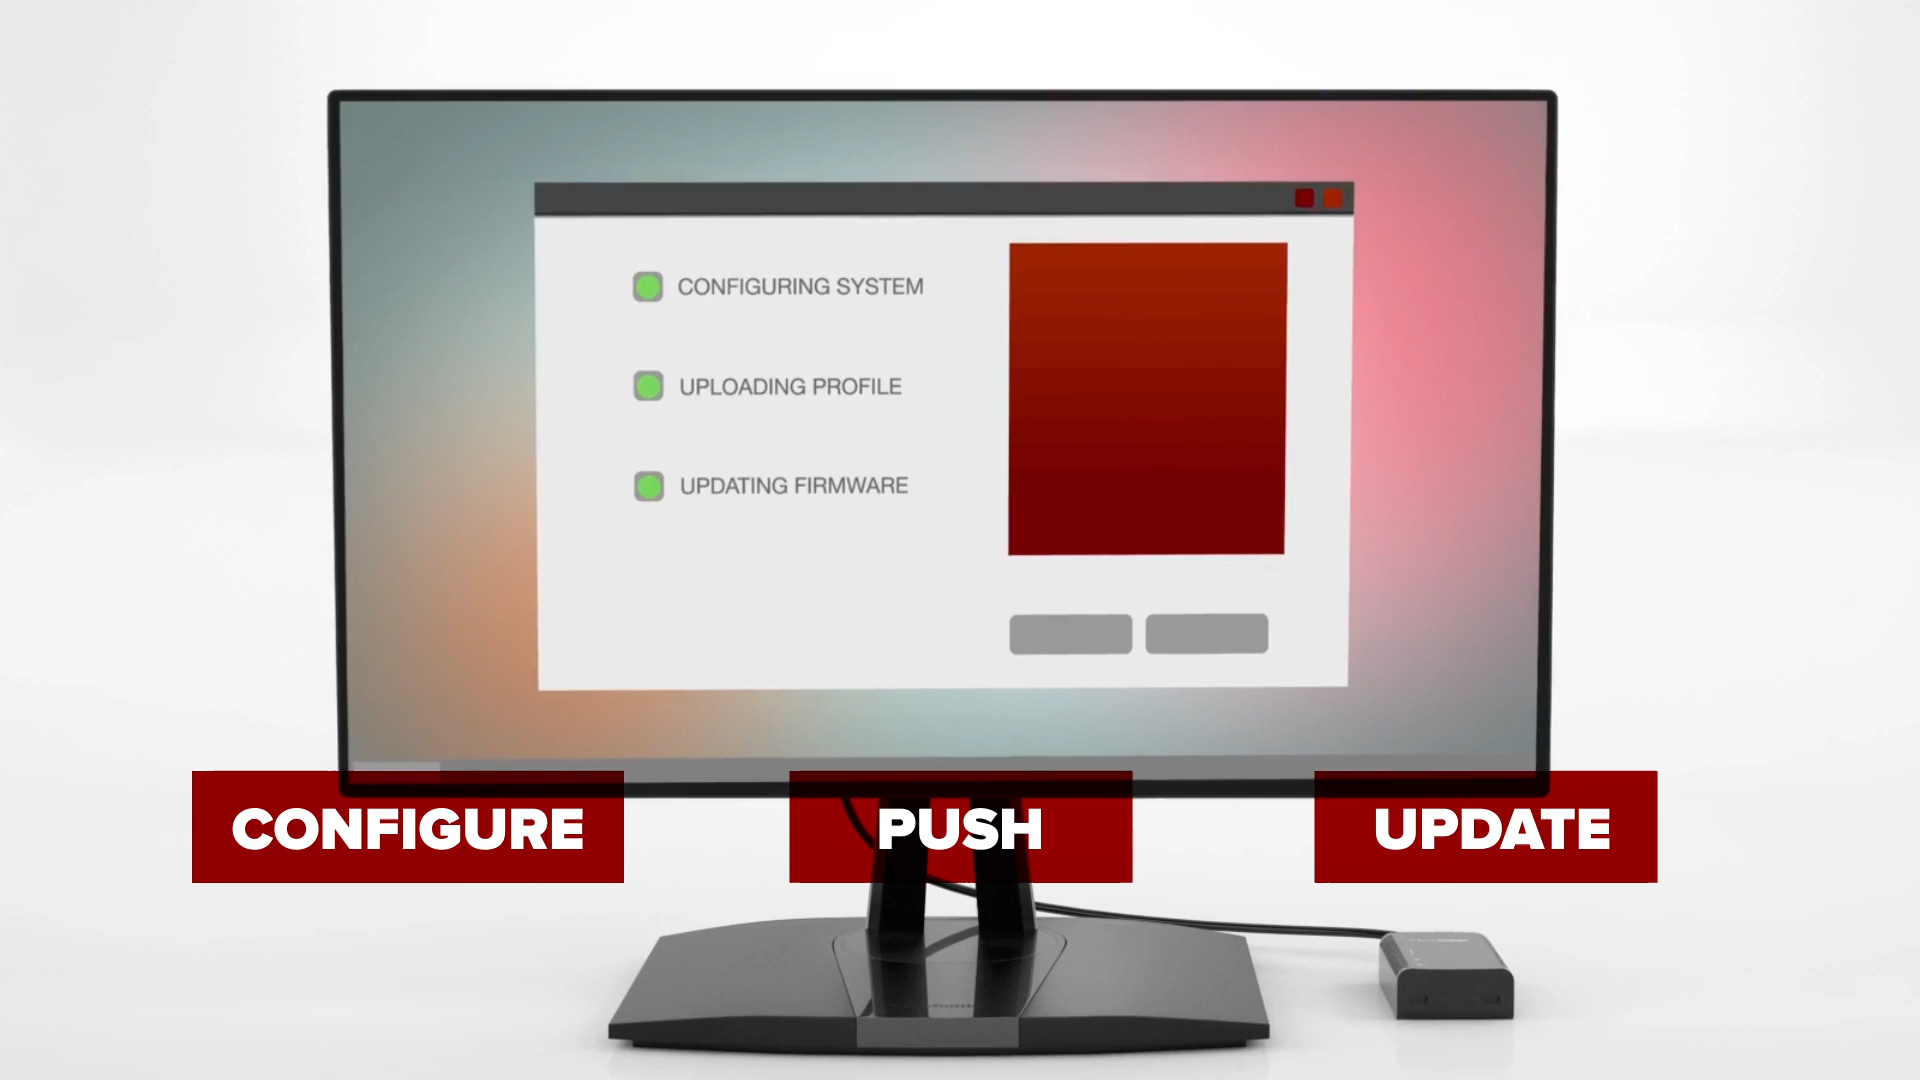 CONFIGURING SYSTEM
UPLOADING PROFILE
UPDATING FIRMWARE
CONFIGURE
PUSH
UPDATE